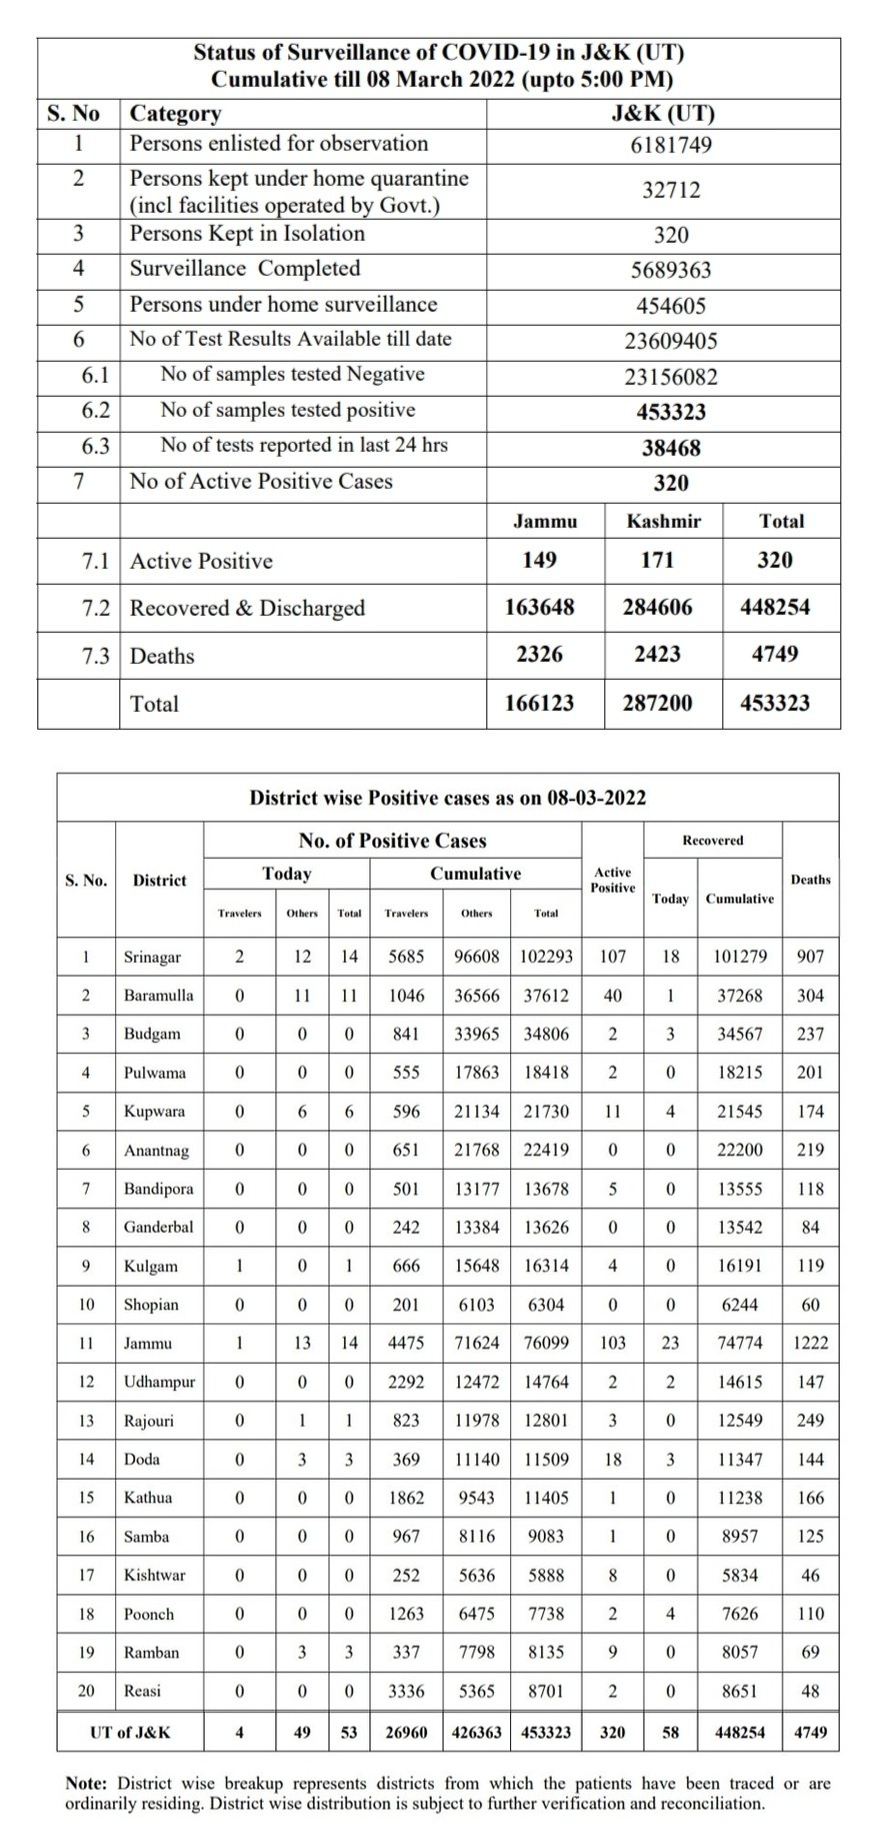 Status of Surveillance of COVID-19 in J&K (UT)
Cumulative till 08 March 2022 (upto 5:00 PM)
S. No Category J&K (UT)
1 Persons enlisted for observation 6181749
2 Persons kept under home quarantine
(incl facilities operated by Govt.) 32712
3 Persons Kept in Isolation 320
4 Surveillance Completed 5689363
5 Persons under home surveillance 454605
6 No of Test Results Available till date 23609405
6.1 No of samples tested Negative 23156082
6.2 No of samples tested positive 453323
6.3 No of tests reported in last 24 hrs 38468
7 No of Active Positive Cases 320
Jammu Kashmir Total
7.1 Active Positive 149 171 320
7.2 Recovered & Discharged 163648 284606 448254
7.3 Deaths 2326 2423 4749
Total 166123 287200 453323
District wise Positive cases as on 08-03-2022
S. No. District No. of Positive Cases Active Positive Recovered Deaths
Today Cumulative Today Cumulative
Travelers Others Total Travelers Others Total
1 Srinagar 2 12 14 5685 96608 102293 107 18 101279 907
2 Baramulla 0 11 11 1046 36566 37612 40 1 37268 304
3 Budgam 0 0 0 841 33965 34806 2 3 34567 237
4 Pulwama 0 0 0 555 17863 18418 2 0 18215 201
5 Kupwara 0 6 6 596 21134 21730 11 4 21545 174
6 Anantnag 0 0 0 651 21768 22419 0 0 22200 219
7 Bandipora 0 0 0 501 13177 13678 5 0 13555 118
8 Ganderbal 0 0 0 242 13384 13626 0 0 13542 84
9 Kulgam 1 0 1 666 15648 16314 4 0 16191 119
10 Shopian 0 0 0 201 6103 6304 0 0 6244 60
11 Jammu 1 13 14 4475 71624 76099 103 23 74774 1222
12 Udhampur 0 0 0 2292 12472 14764 2 2 14615 147
13 Rajouri 0 1 1 823 11978 12801 3 0 12549 249
14 Doda 0 3 3 369 11140 11509 18 3 11347 144
15 Kathua 0 0 0 1862 9543 11405 1 0 11238 166
16 Samba 0 0 0 967 8116 9083 1 0 8957 125
17 Kishtwar 0 0 0 252 5636 5888 8 0 5834 46
18 Poonch 0 0 0 1263 6475 7738 2 4 7626 110
19 Ramban 0 3 3 337 7798 8135 9 0 8057 69
20 Reasi 0 0 0 3336 5365 8701 2 0 8651 48
UT of J&K 4 49 53 26960 426363 453323 320 58 448254 4749
Note: District wise breakup represents districts from which the patients have been traced or are
ordinarily residing. District wise distribution is subject to further verification and reconciliation.